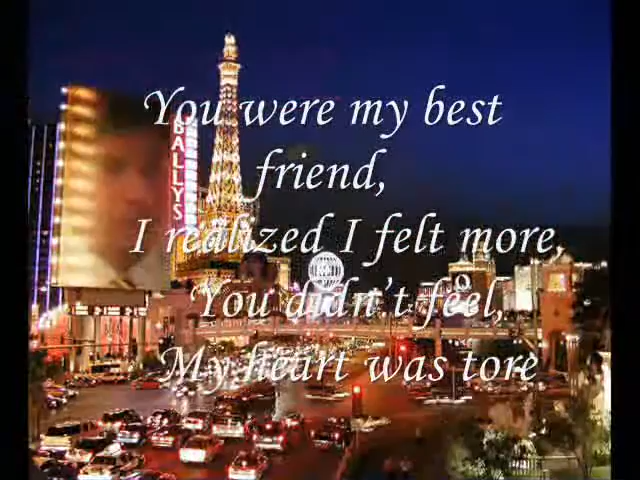 You were my best
friend,
I realized I felt more,
You didn't feel,
My heart was tore
BALLYS